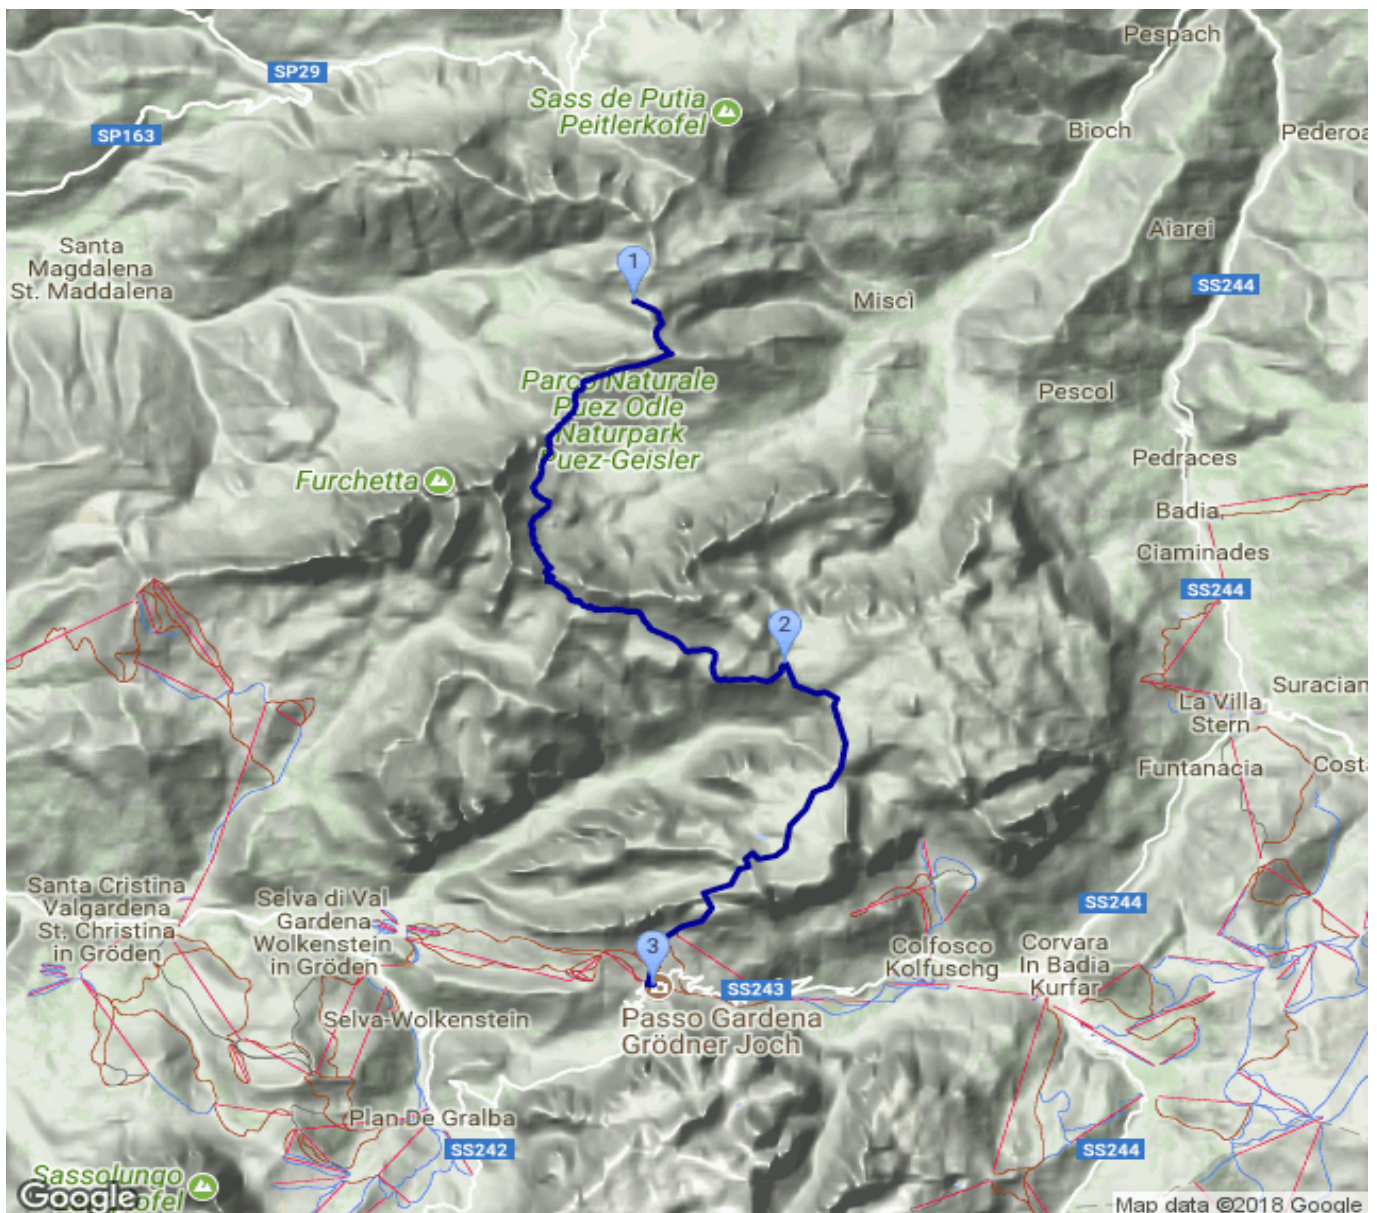 Pespach
SP29
Sass de Putia
Peitlerkofel
SP163
Bioch
Pederoa
Aiarei
Santa
Magdalena
St. Maddalena
1
SS244
Miscì
Parco Naturale
Puez Odle
Naturpark
Puez-Geisler
Pescol
Furchetta
Pedraces
Badia
Ciaminades
SS244
2
Suracian
La Villa
Stern
Funtanacia
Costa
Santa Cristina
Valgardena
St. Christina
in Gröden
Selva di Val
Gardena
Wolkenstein
in Gröden
SS244
3
Colfosco
Kolfuschg
Corvara
In Badia
Kurfar
SS243
Selva-Wolkenstein
Passo Gardena
Grödner Joch
Plan De Gralba
SS242
SS244
Sassolungo
Google
Map data ©2018 Google